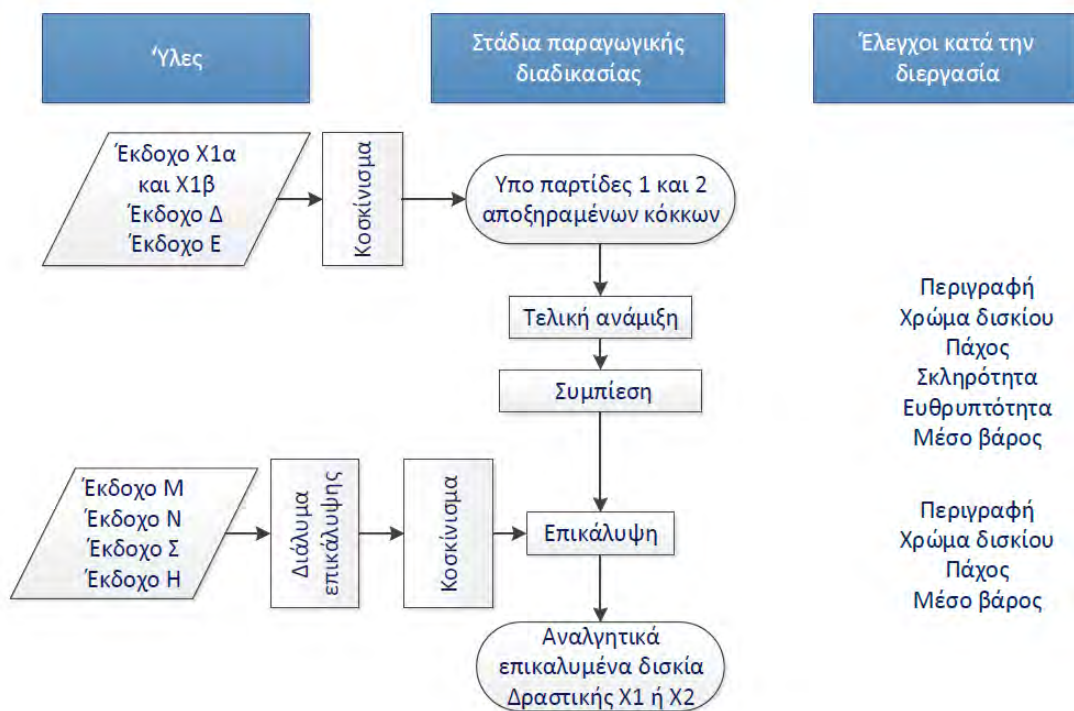 Ύλες
Στάδια παραγωγικής
διαδικασίας
Έλεγχοι κατά την
διεργασία
Έκδοχο Χ1α
και Χ1β
Έκδοχο Δ
Έκδοχο Ε
Κοσκίνισμα
Υπο παρτίδες 1 και 2
αποξηραμένων κόκκων
Τελική ανάμιξη
Συμπίεση
Περιγραφή
Χρώμα δισκίου
Πάχος
Σκληρότητα
Ευθρυπτότητα
Μέσο βάρος
Έκδοχο Μ
Έκδοχο Ν
Έκδοχο Σ
Έκδοχο Η
Διάλυμα
επικάλυψης
Κοσκίνισμα
Επικάλυψη
Περιγραφή
Χρώμα δισκίου
Πάχος
Μέσο βάρος
Αναλγητικά
επικαλυμένα δισκία
Δραστικής Χ1 ή Χ2